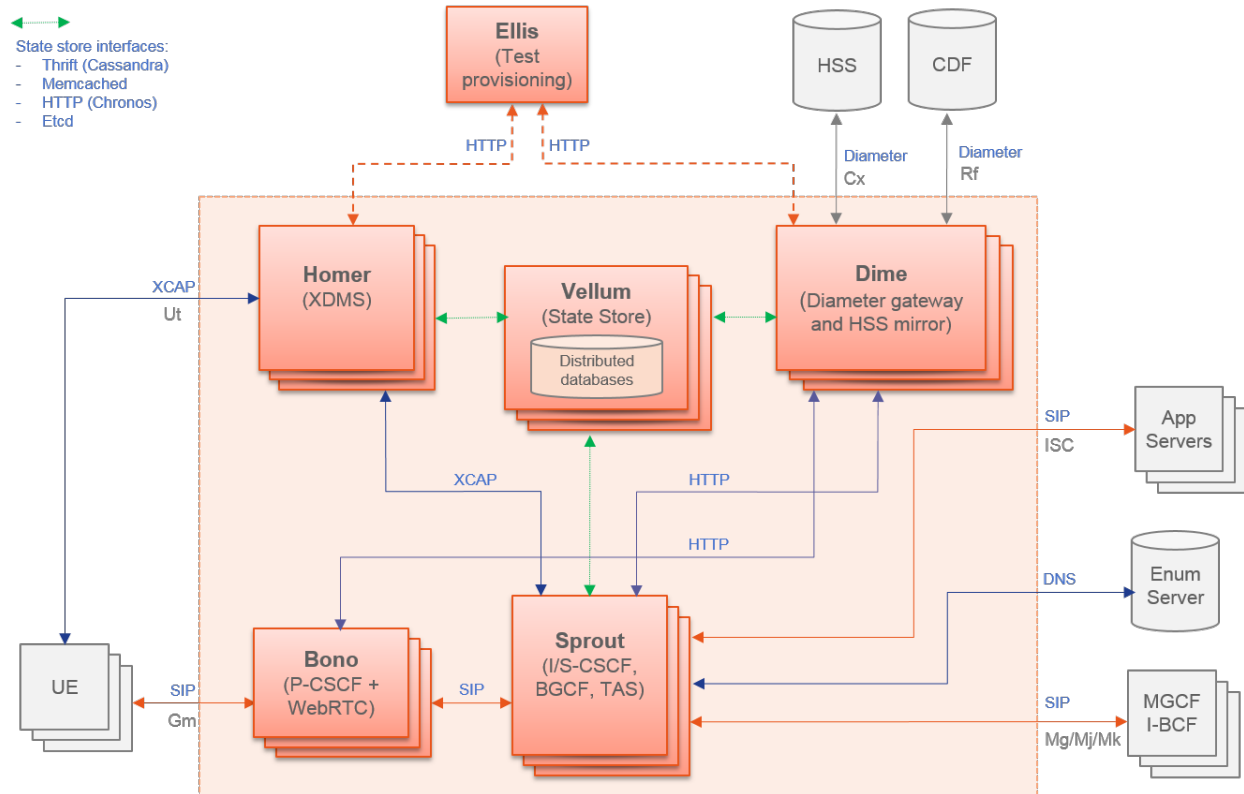 State store interfaces:
- Thrift (Cassandra)
- Memcached
- HTTP (Chronos)
- Etcd
Ellis
(Test
provisioning)
HSS
CDF
HTTP
HTTP
Diameter
Cx
Diameter
Rf
Homer
(XDMS)
Vellum
(State Store)
Distributed
databases
Dime
(Diameter gateway
and HSS mirror)
XCAP
Ut
SIP
ISC
App
Servers
XCAP
HTTP
HTTP
DNS
Enum
Server
UE
SIP
Gm
Bono
(P-CSCF +
WebRTC)
SIP
Sprout
(I/S-CSCF,
BGCF, TAS)
SIP
Mg/Mj/Mk
MGCF
I-BCF